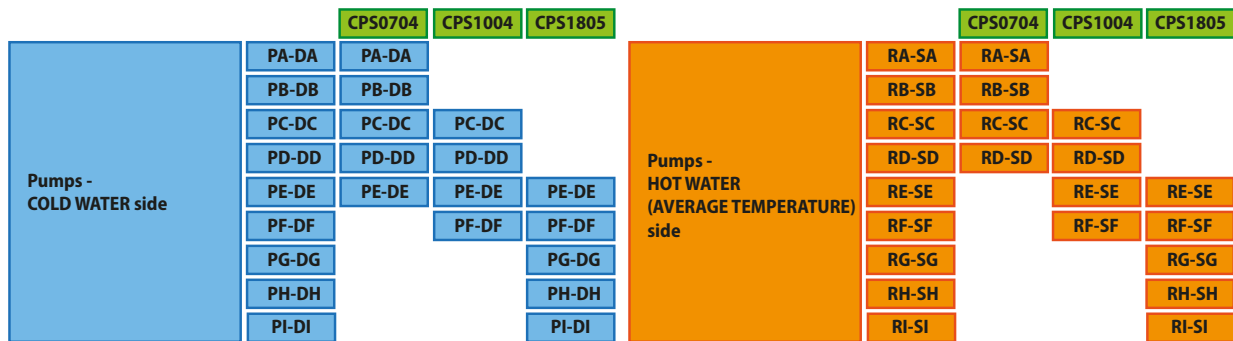 CPS0704 CPS1004 CPS1805 CPS0704 CPS1004 CPS1805
PA-DA PA-DA RA-SA RA-SA
PB-DB PB-DB RB-SB RB-SB
PC-DC PC-DC PC-DC RC-SC RC-SC RC-SC
PD-DD PD-DD PD-DD RD-SD RD-SD RD-SD
Pumps -
COLD WATER side
PE-DE PE-DE PE-DE PE-DE
Pumps -
HOT WATER
(AVERAGE TEMPERATURE)
side
RE-SE RE-SE RE-SE
PF-DF PF-DF PF-DF RF-SF RF-SF RF-SF
PG-DG PG-DG RG-SG RG-SG
PH-DH PH-DH RH-SH RH-SH
PI-DI PI-DI RI-SI RI-SI